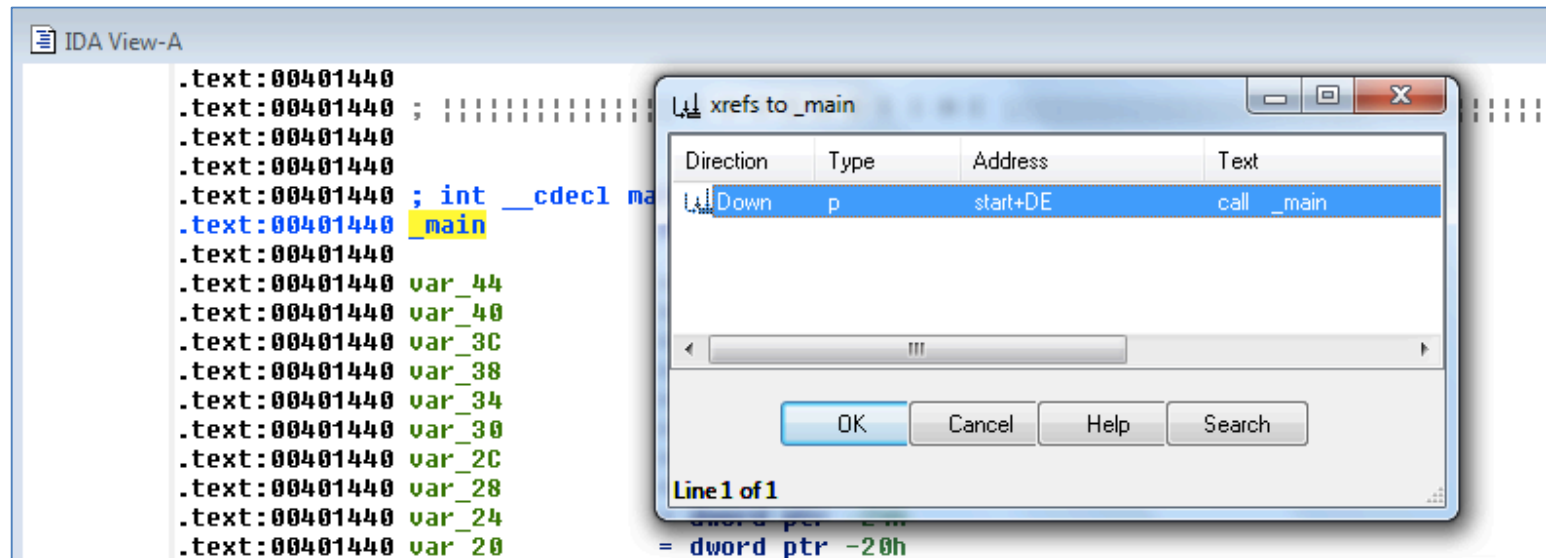 IDA View-A
.text:00401440
.text:00401440 ; ¦¦¦¦¦¦¦¦¦¦¦¦¦
.text:00401440
.text:00401440
.text:00401440 ; int __cdecl ma
.text:00401440 _main
.text:00401440
.text:00401440 var_44
.text:00401440 var_40
.text:00401440 var_3C
.text:00401440 var_38
.text:00401440 var_34
.text:00401440 var_30
.text:00401440 var_2C
.text:00401440 var_28
.text:00401440 var_24 = dword ptr -24h
.text:00401440 var_20 = dword ptr -20h
xrefs to _main
Direction Type Address Text
Down p start+DE call _main
OK Cancel Help Search
Line 1 of 1